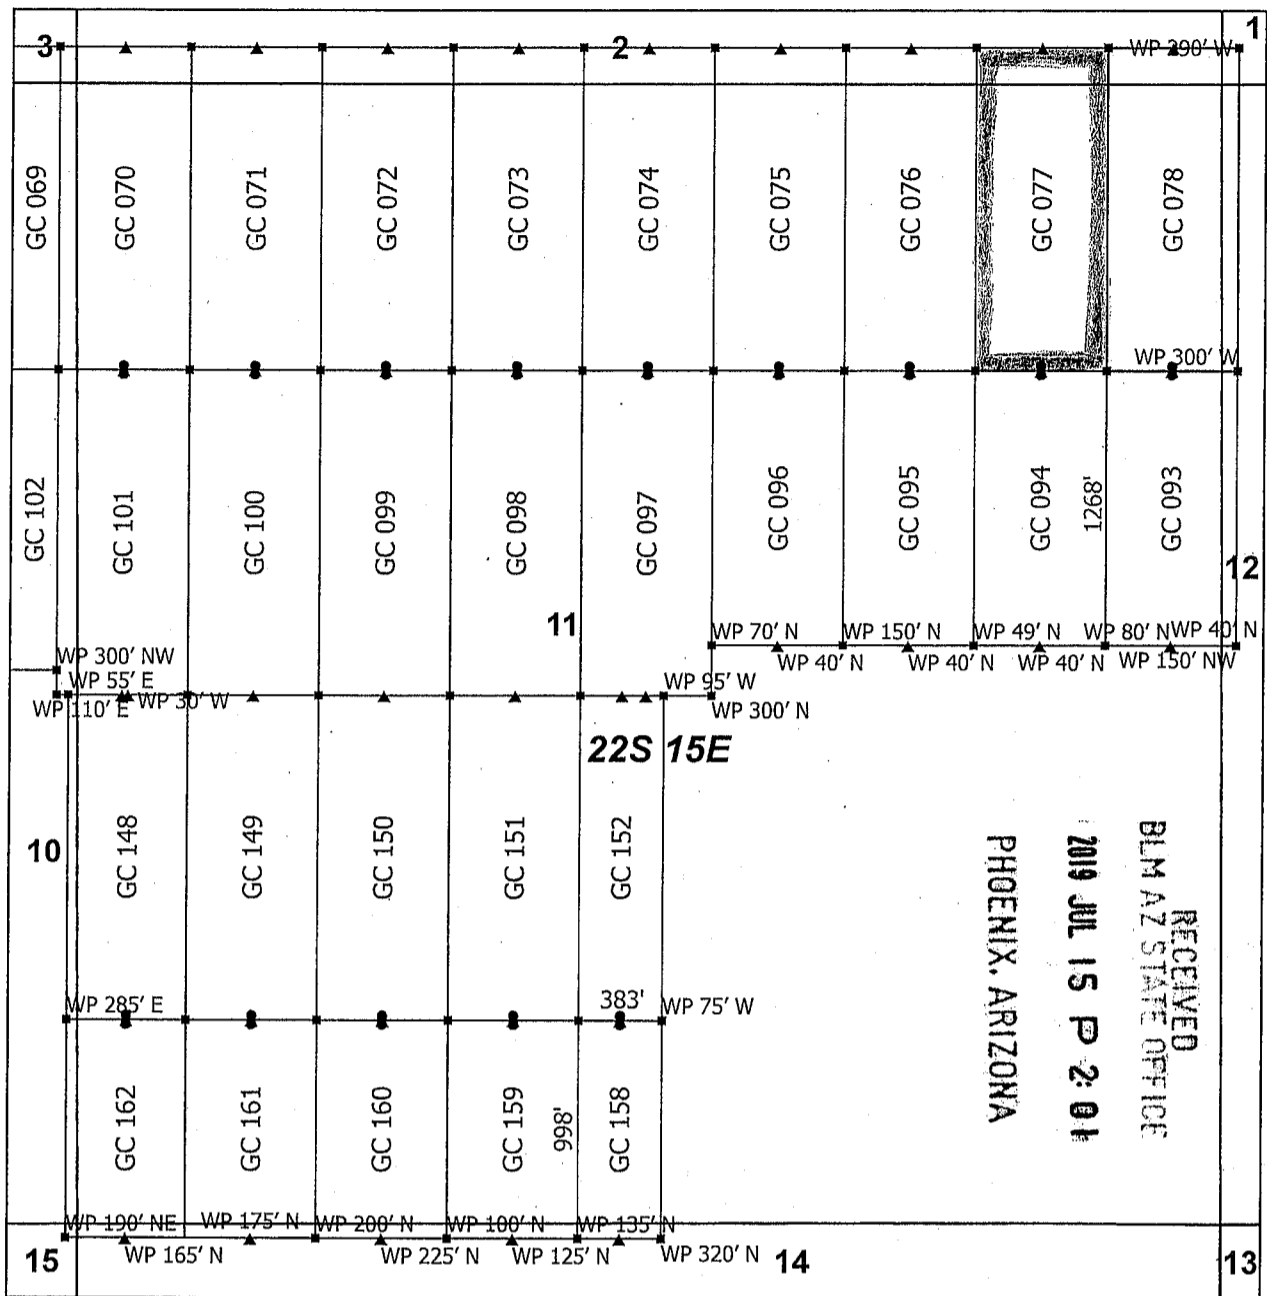 3
2
1
WP 290' W
GC 069
GC 070
GC 071
GC 072
GC 073
GC 074
GC 075
GC 076
GC 077
GC 078
WP 300' W
GC 102
GC 101
GC 100
GC 099
GC 098
GC 097
GC 096
GC 095
GC 094
1268'
GC 093
12
11
WP 70' N
WP 150' N
WP 49' N
WP 80' N
WP 40' N
WP 40' N
WP 40' N
WP 40' N
WP 150' NW
WP 300' NW
WP 55' E
WP 110' E
WP 30' W
WP 95' W
WP 300' N
22S 15E
10
GC 148
GC 149
GC 150
GC 151
GC 152
RECEIVED
BLM AZ STATE OFFICE
2019 JUL 15 P 2:01
PHOENIX, ARIZONA
WP 285' E
383'
WP 75' W
GC 162
GC 161
GC 160
GC 159
998'
GC 158
WP 190' NE
WP 175' N
WP 200' N
WP 100' N
WP 135' N
WP 165' N
WP 225' N
WP 125' N
WP 320' N
15
14
13